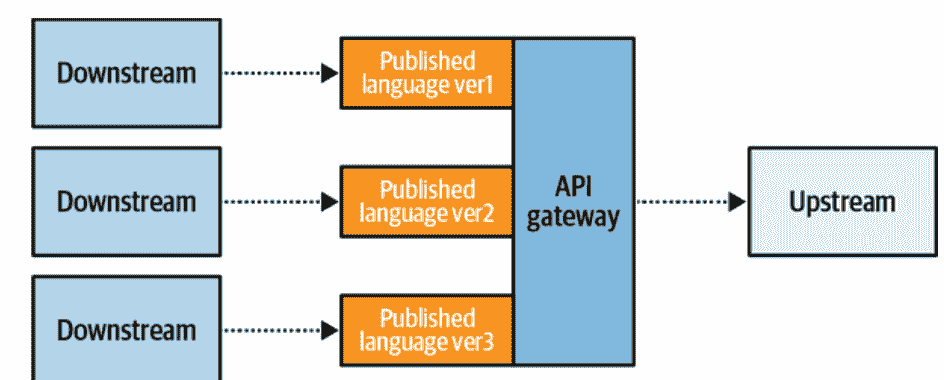 Downstream
Published
language ver1
Downstream
Published
language ver2
API
gateway
Upstream
Downstream
Published
language ver3